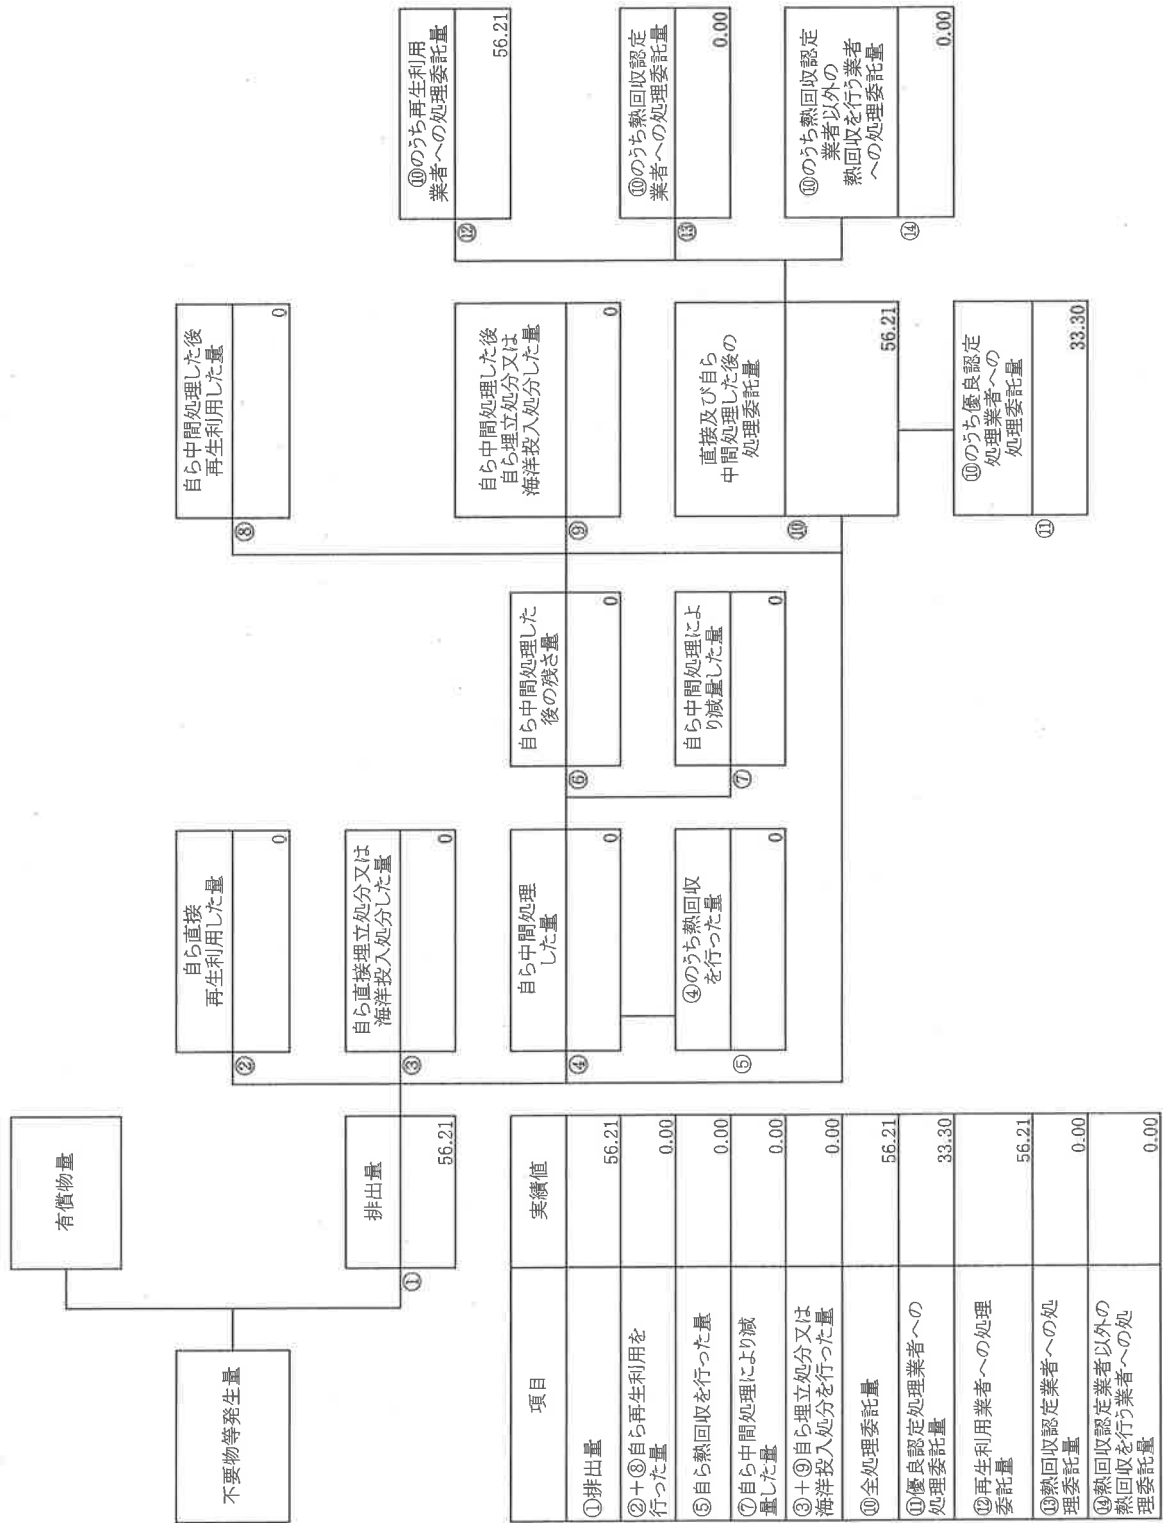 不要物等発生量
有償物量
①
排出量
56.21
②
自ら直接
再生利用した量
0
③
自ら直接埋立処分又は
海洋投入処分した量
0
④
自ら中間処理
した量
0
⑤
④のうち熱回収
を行った量
0
⑥
自ら中間処理した
後の残さ量
0
⑦
自ら中間処理によ
り減量した量
0
⑧
自ら中間処理した後
再生利用した量
0
⑨
自ら中間処理した後
自ら埋立処分又は
海洋投入処分した量
0
⑩
直接及び自ら
中間処理した後の
処理委託量
56.21
⑪
⑩のうち優良認定
処理業者への
処理委託量
33.30
⑫
⑩のうち再生利用
業者への処理委託量
56.21
⑬
⑩のうち熱回収認定
業者への処理委託量
0.00
⑭
⑩のうち熱回収認定
業者以外の
熱回収を行う業者
への処理委託量
0.00
項目
実績値
①排出量
56.21
②+⑧自ら再生利用を
行った量
0.00
⑤自ら熱回収を行った量
0.00
⑦自ら中間処理により減
量した量
0.00
③+⑨自ら埋立処分又は
海洋投入処分を行った量
0.00
⑩全処理委託量
56.21
⑪優良認定処理業者への
処理委託量
33.30
⑫再生利用業者への処理
委託量
56.21
⑬熱回収認定業者への処
理委託量
0.00
⑭熱回収認定業者以外の
熱回収を行う業者への処
理委託量
0.00